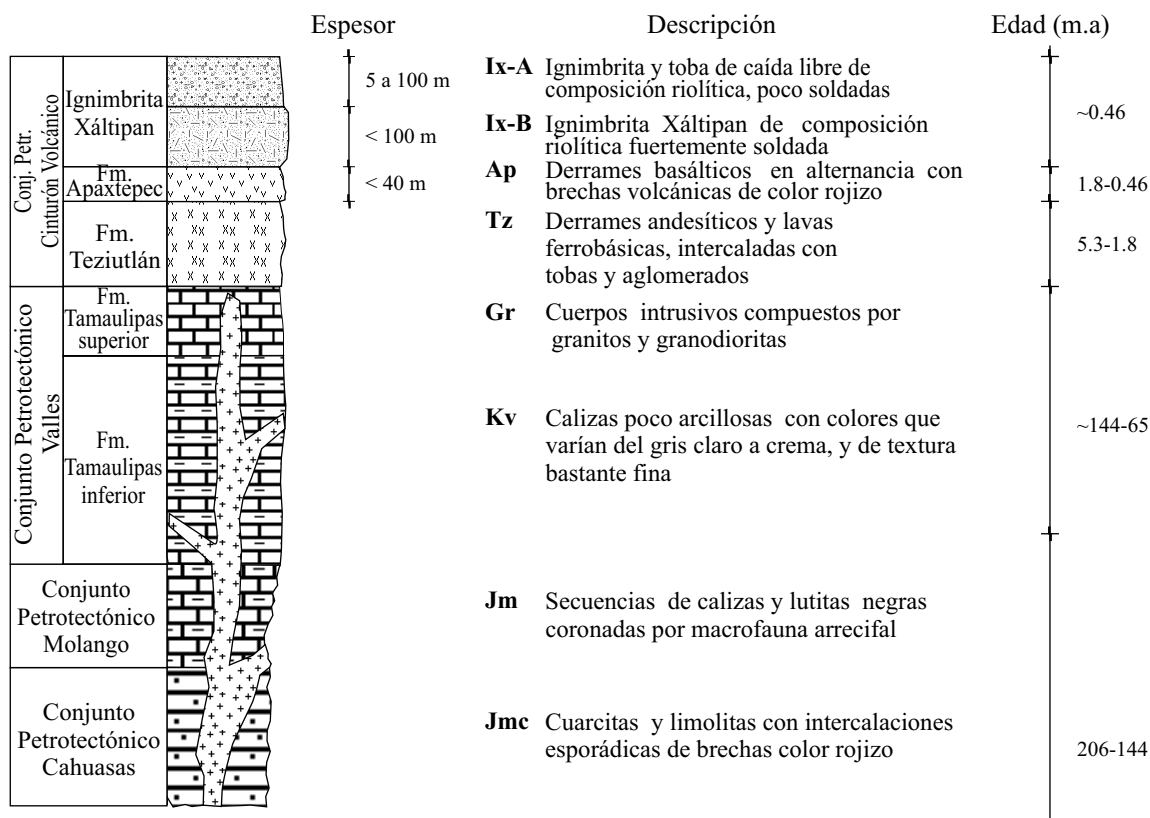 Espesor
Descripción
Edad (m.a)
Conj. Petr.
Cinturón Volcánico
Ignimbrita
Xáltipan
5 a 100 m
< 100 m
Ix-A Ignimbrita y toba de caída libre de
composición riolítica, poco soldadas
Ix-B Ignimbrita Xáltipan de composición
riolítica fuertemente soldada
~0.46
Fm.
Apaxtepec
< 40 m
Ap Derrames basálticos en alternancia con
brechas volcánicas de color rojizo
1.8-0.46
Fm.
Teziutlán
Tz Derrames andesíticos y lavas
ferrobásicas, intercaladas con
tobas y aglomerados
5.3-1.8
Conjunto Petrotectónico
Valles
Fm.
Tamaulipas
superior
Gr Cuerpos intrusivos compuestos por
granitos y granodioritas
Fm.
Tamaulipas
inferior
Kv Calizas poco arcillosas con colores que
varían del gris claro a crema, y de textura
bastante fina
~144-65
Conjunto
Petrotectónico
Molango
Jm Secuencias de calizas y lutitas negras
coronadas por macrofauna arrecifal
Conjunto
Petrotectónico
Cahuasas
Jmc Cuarcitas y limolitas con intercalaciones
esporádicas de brechas color rojizo
206-144